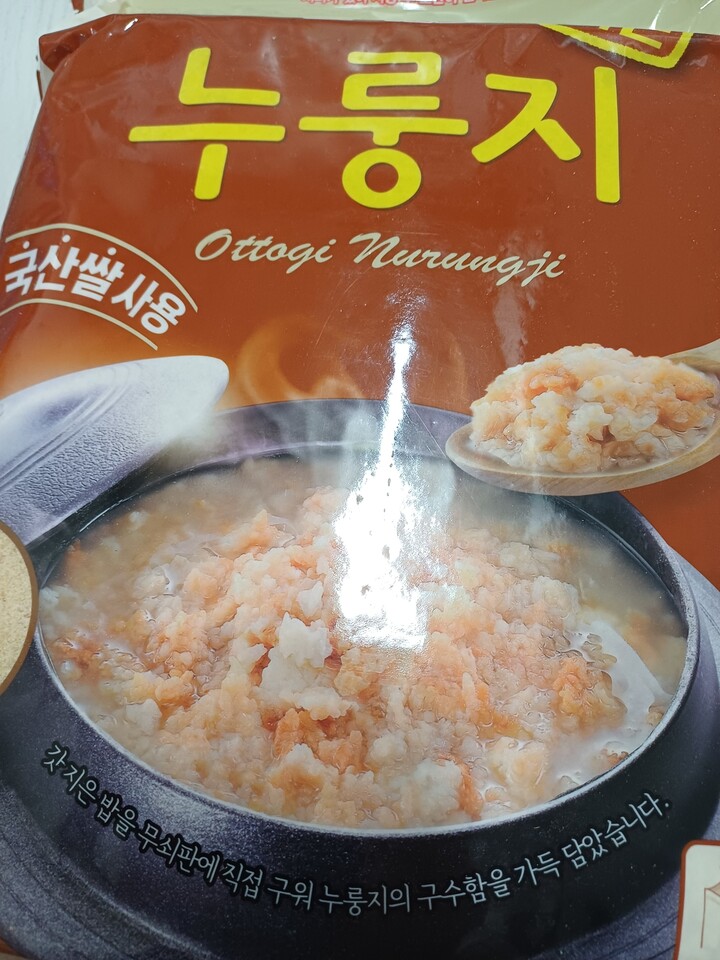 누룽지
Ottogi Nurungji
국산쌀 사용
갓 지은 밥을 무쇠판에 직접 구워 누룽지의 구수함을 가득 담았습니다.